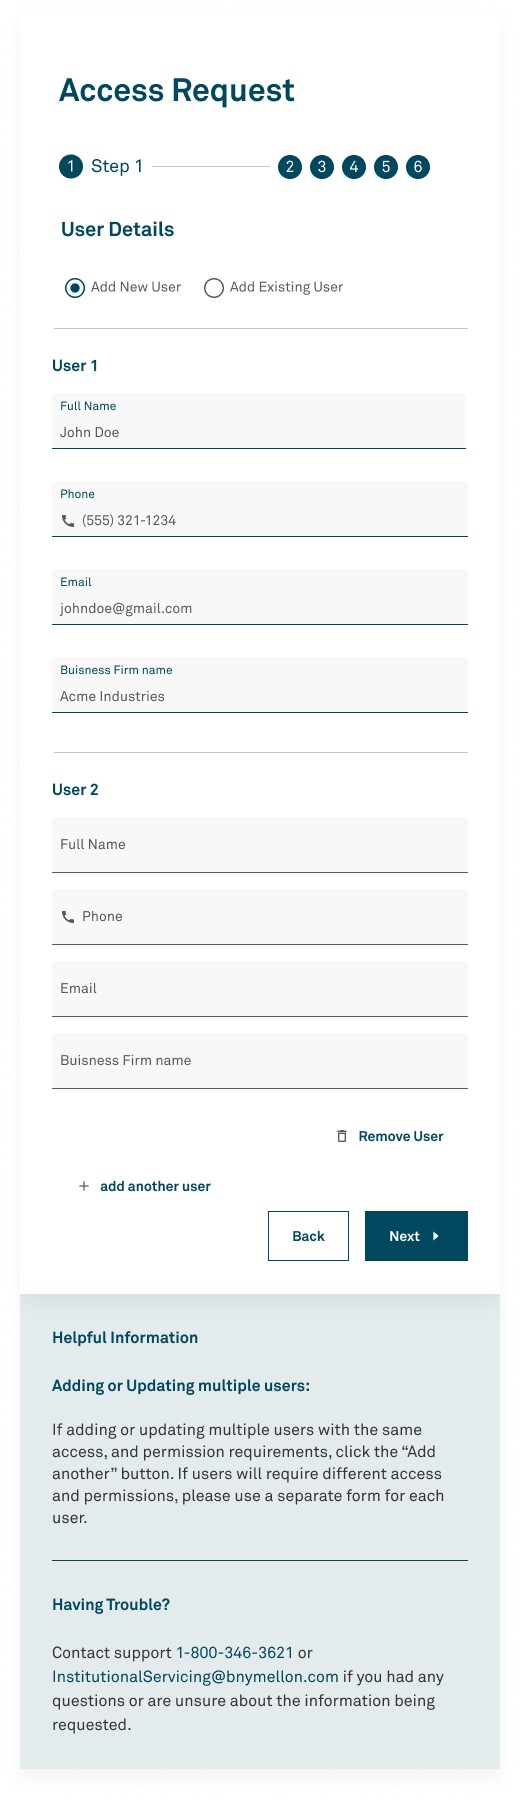 Access Request
1 Step 1 2 3 4 5 6
User Details
Add New User Add Existing User
User 1
Full Name
John Doe
Phone
(555) 321-1234
Email
johndoe@gmail.com
Buisness Firm name
Acme Industries
User 2
Full Name
Phone
Email
Buisness Firm name
Remove User
add another user
Back Next
Helpful Information
Adding or Updating multiple users:
If adding or updating multiple users with the same
access, and permission requirements, click the “Add
another” button. If users will require different access
and permissions, please use a separate form for each
user.
Having Trouble?
Contact support 1-800-346-3621 or
InstitutionalServicing@bnymellon.com if you had any
questions or are unsure about the information being
requested.